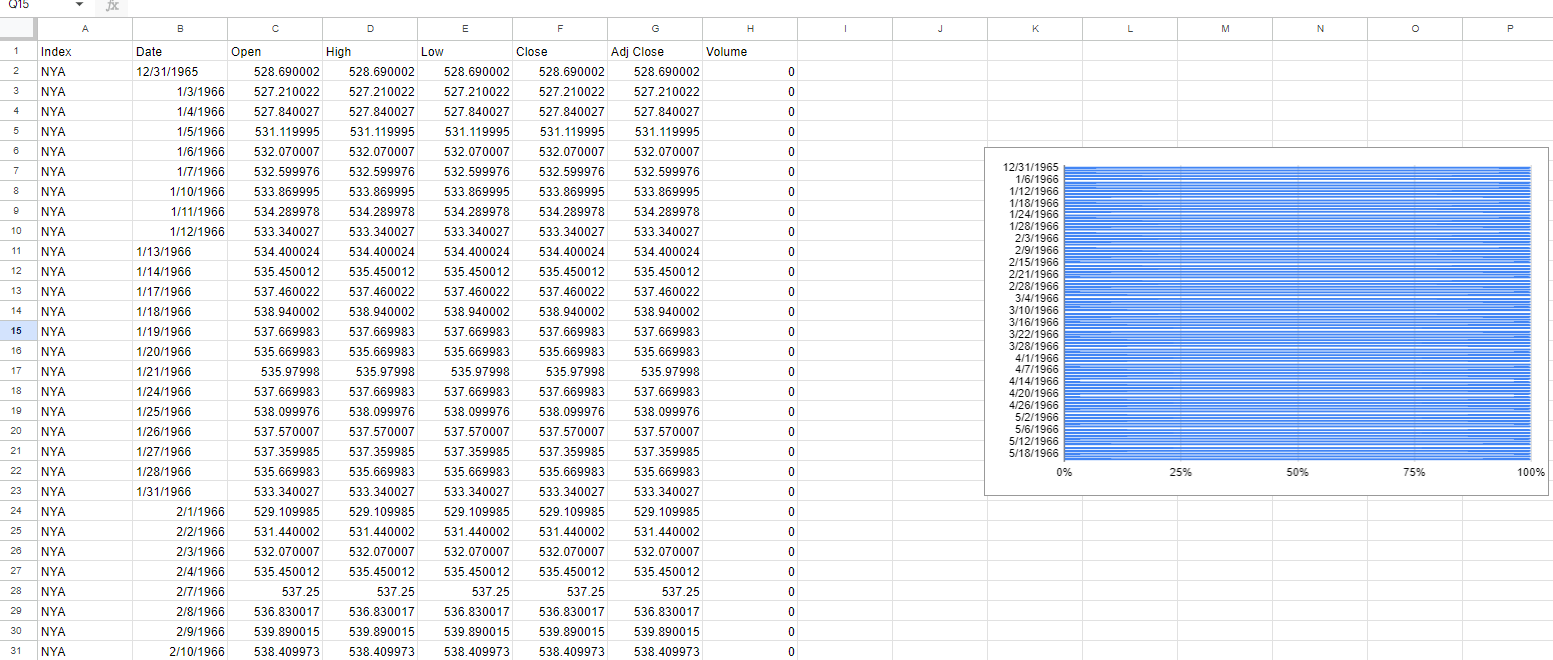 Q15 fx
A B C D E F G H I J K L M N O P
1 Index Date Open High Low Close Adj Close Volume
2 NYA 12/31/1965 528.690002 528.690002 528.690002 528.690002 528.690002 0
3 NYA 1/3/1966 527.210022 527.210022 527.210022 527.210022 527.210022 0
4 NYA 1/4/1966 527.840027 527.840027 527.840027 527.840027 527.840027 0
5 NYA 1/5/1966 531.119995 531.119995 531.119995 531.119995 531.119995 0
6 NYA 1/6/1966 532.070007 532.070007 532.070007 532.070007 532.070007 0
7 NYA 1/7/1966 532.599976 532.599976 532.599976 532.599976 532.599976 0
8 NYA 1/10/1966 533.869995 533.869995 533.869995 533.869995 533.869995 0
9 NYA 1/11/1966 534.289978 534.289978 534.289978 534.289978 534.289978 0
10 NYA 1/12/1966 533.340027 533.340027 533.340027 533.340027 533.340027 0
11 NYA 1/13/1966 534.400024 534.400024 534.400024 534.400024 534.400024 0
12 NYA 1/14/1966 535.450012 535.450012 535.450012 535.450012 535.450012 0
13 NYA 1/17/1966 537.460022 537.460022 537.460022 537.460022 537.460022 0
14 NYA 1/18/1966 538.940002 538.940002 538.940002 538.940002 538.940002 0
15 NYA 1/19/1966 537.669983 537.669983 537.669983 537.669983 537.669983 0
16 NYA 1/20/1966 535.669983 535.669983 535.669983 535.669983 535.669983 0
17 NYA 1/21/1966 535.97998 535.97998 535.97998 535.97998 535.97998 0
18 NYA 1/24/1966 537.669983 537.669983 537.669983 537.669983 537.669983 0
19 NYA 1/25/1966 538.099976 538.099976 538.099976 538.099976 538.099976 0
20 NYA 1/26/1966 537.570007 537.570007 537.570007 537.570007 537.570007 0
21 NYA 1/27/1966 537.359985 537.359985 537.359985 537.359985 537.359985 0
22 NYA 1/28/1966 535.669983 535.669983 535.669983 535.669983 535.669983 0
23 NYA 1/31/1966 533.340027 533.340027 533.340027 533.340027 533.340027 0
24 NYA 2/1/1966 529.109985 529.109985 529.109985 529.109985 529.109985 0
25 NYA 2/2/1966 531.440002 531.440002 531.440002 531.440002 531.440002 0
26 NYA 2/3/1966 532.070007 532.070007 532.070007 532.070007 532.070007 0
27 NYA 2/4/1966 535.450012 535.450012 535.450012 535.450012 535.450012 0
28 NYA 2/7/1966 537.25 537.25 537.25 537.25 537.25 0
29 NYA 2/8/1966 536.830017 536.830017 536.830017 536.830017 536.830017 0
30 NYA 2/9/1966 539.890015 539.890015 539.890015 539.890015 539.890015 0
31 NYA 2/10/1966 538.409973 538.409973 538.409973 538.409973 538.409973 0
12/31/1965
1/6/1966
1/12/1966
1/18/1966
1/24/1966
1/28/1966
2/3/1966
2/9/1966
2/15/1966
2/21/1966
2/28/1966
3/4/1966
3/10/1966
3/16/1966
3/22/1966
3/28/1966
4/1/1966
4/7/1966
4/14/1966
4/20/1966
4/26/1966
5/2/1966
5/6/1966
5/12/1966
5/18/1966
0% 25% 50% 75% 100%